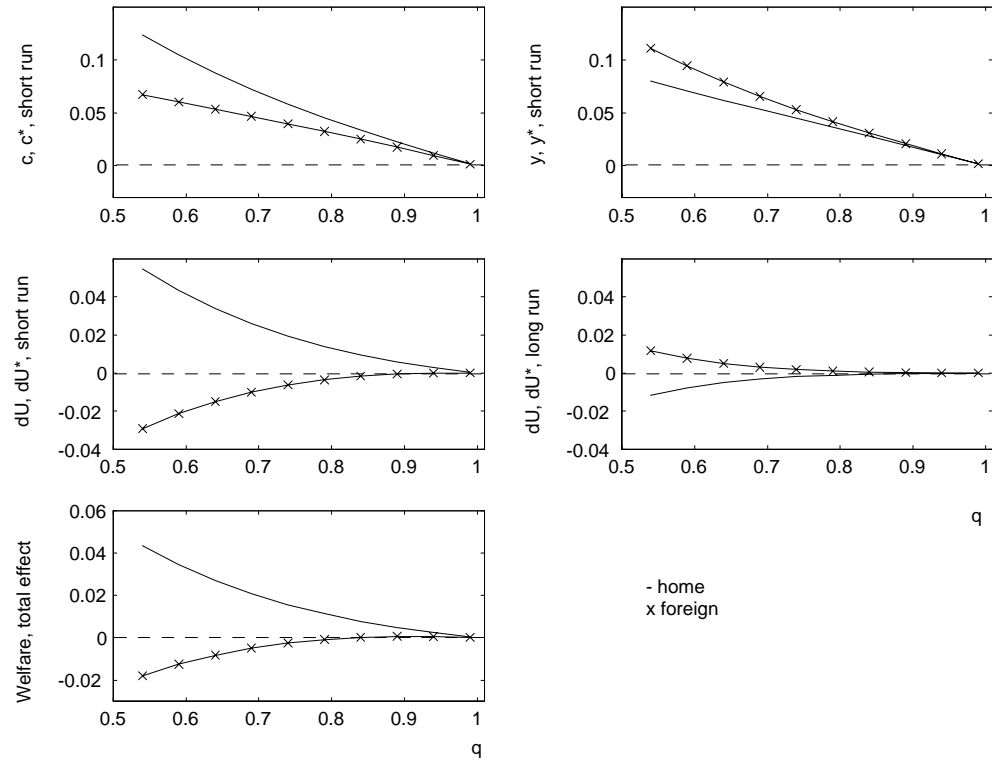 c, c*, short run
0.1
0.05
0
0.5 0.6 0.7 0.8 0.9 1
y, y*, short run
0.1
0.05
0
0.5 0.6 0.7 0.8 0.9 1
dU, dU*, short run
0.04
0.02
0
-0.02
-0.04
0.5 0.6 0.7 0.8 0.9 1
dU, dU*, long run
0.04
0.02
0
-0.02
-0.04
0.5 0.6 0.7 0.8 0.9 1
q
Welfare, total effect
0.06
0.04
0.02
0
-0.02
0.5 0.6 0.7 0.8 0.9 1
q
- home
x foreign